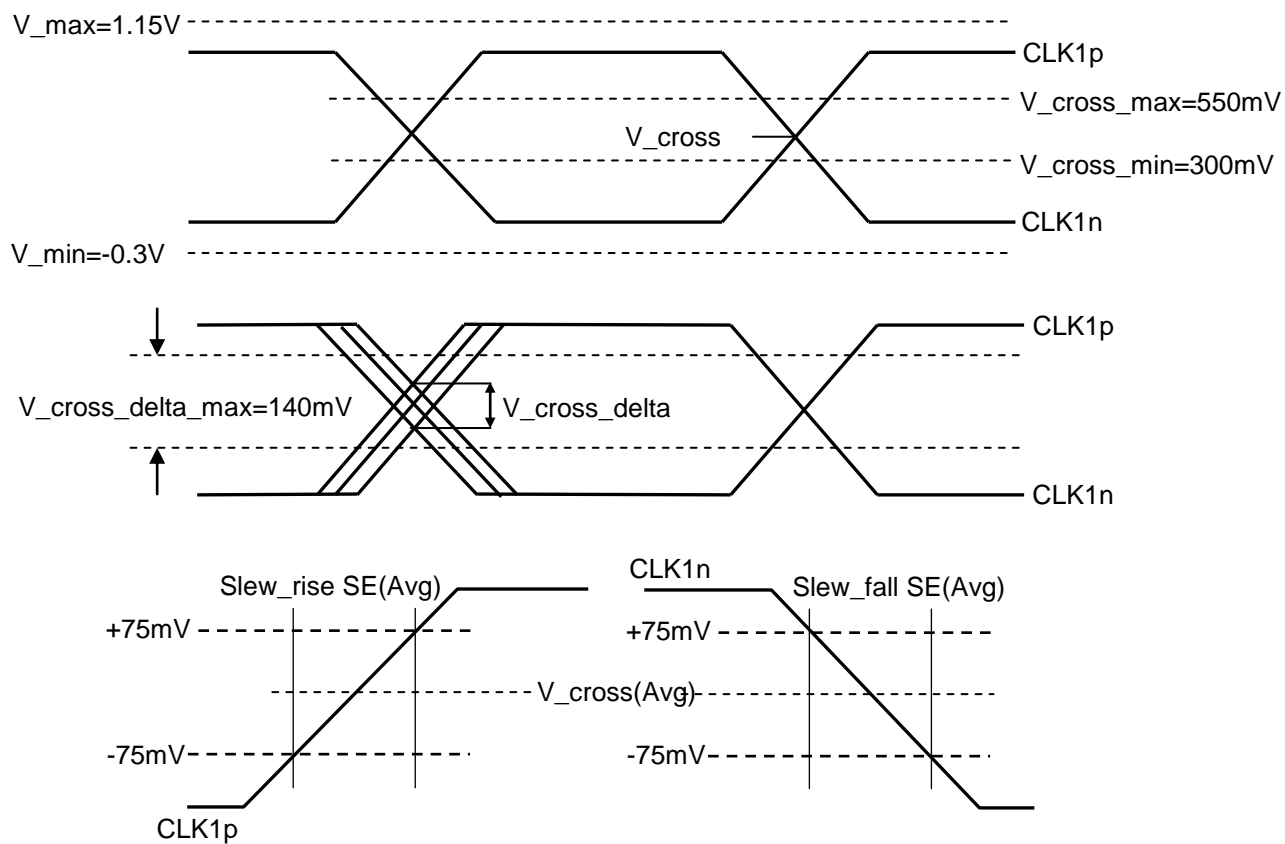 V_max=1.15V
CLK1p
V_cross_max=550mV
V_cross
V_cross_min=300mV
CLK1n
V_min=-0.3V
CLK1p
V_cross_delta_max=140mV
V_cross_delta
CLK1n
Slew_rise SE(Avg)
CLK1n
Slew_fall SE(Avg)
+75mV
+75mV
V_cross(Avg)
-75mV
-75mV
CLK1p